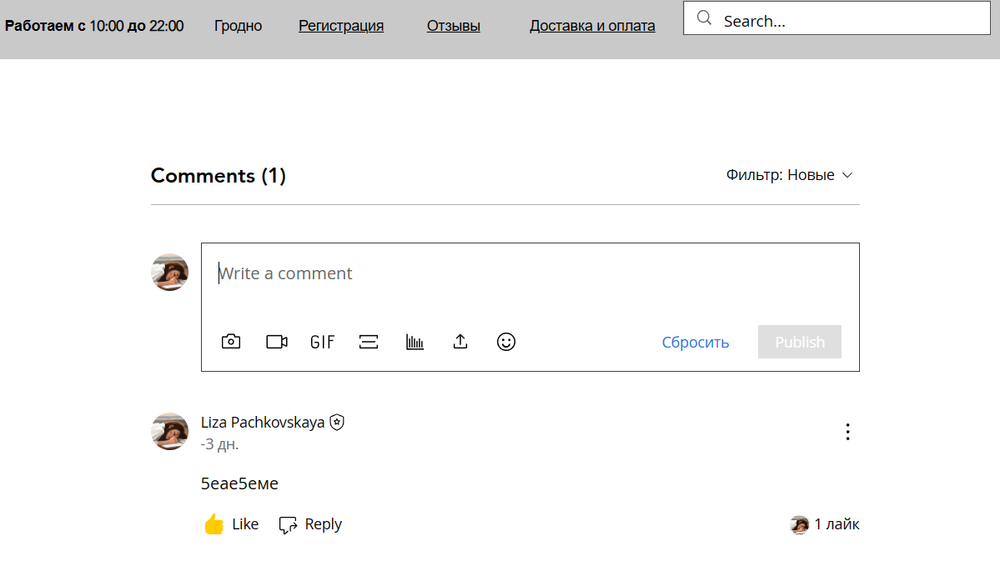 Работаем с 10:00 до 22:00 Гродно Регистрация Отзывы Доставка и оплата Search...
Comments (1) Фильтр: Новые
Write a comment
GIF Сбросить Publish
Liza Pachkovskaya
-3 дн.
5еае5еме
Like Reply 1 лайк